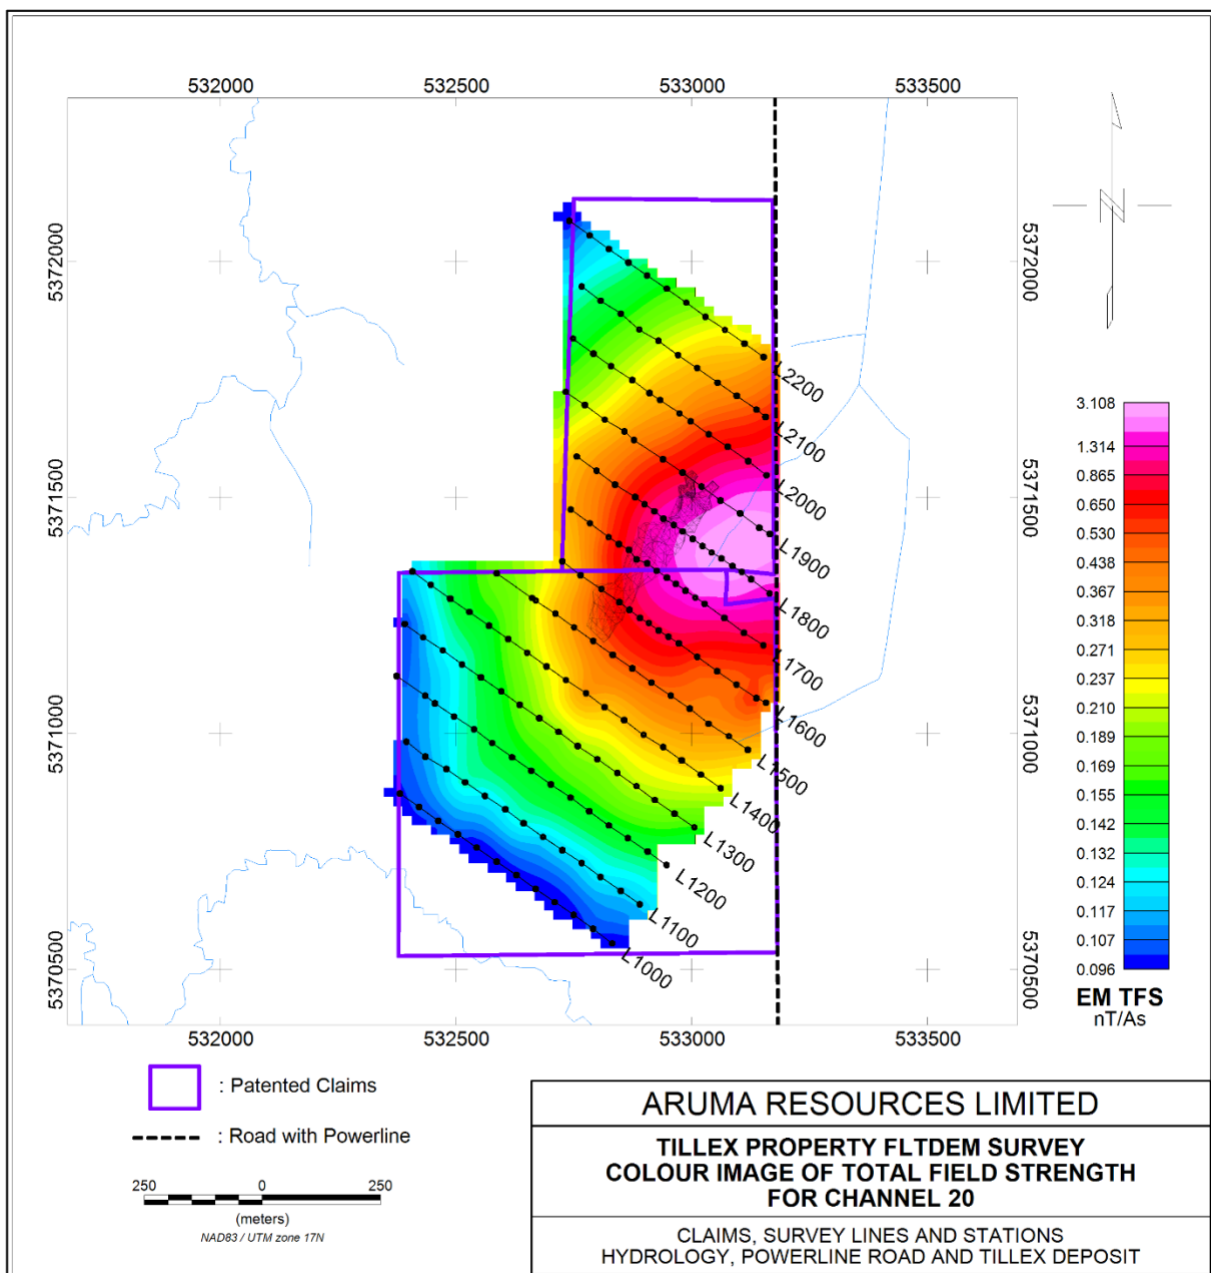 532000 532500 533000 533500
5372000 5372000
5371500 5371500
5371000 5371000
5370500 5370500
N
L2200
L2100
L2000
L1900
L1800
L1700
L1600
L1500
L1400
L1300
L1200
L1100
L1000
3.108
1.314
0.865
0.650
0.530
0.438
0.367
0.318
0.271
0.237
0.210
0.189
0.169
0.155
0.142
0.132
0.124
0.117
0.107
0.096
EM TFS
nT/As
532000 532500 533000 533500
: Patented Claims
: Road with Powerline
250 0 250
(meters)
NAD83 / UTM zone 17N
ARUMA RESOURCES LIMITED
TILLEX PROPERTY FLTDEM SURVEY
COLOUR IMAGE OF TOTAL FIELD STRENGTH
FOR CHANNEL 20
CLAIMS, SURVEY LINES AND STATIONS
HYDROLOGY, POWERLINE ROAD AND TILLEX DEPOSIT